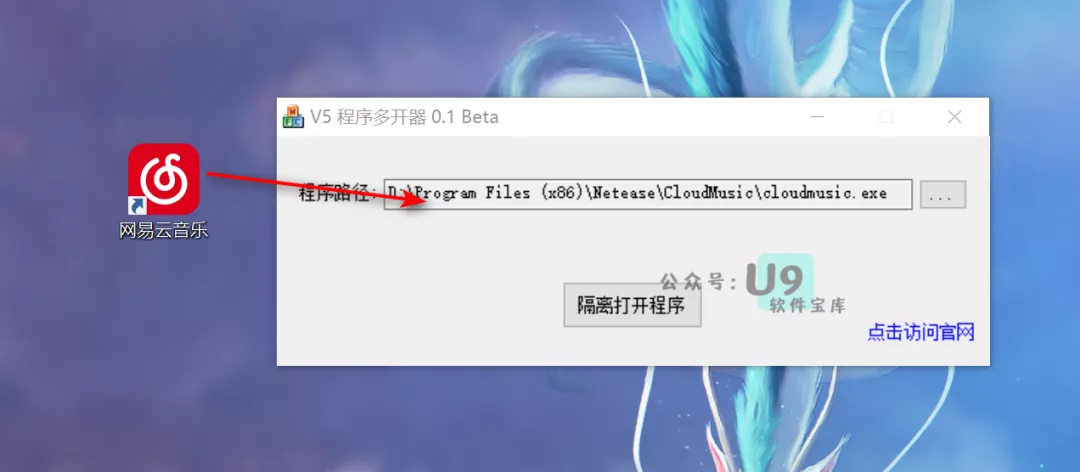 V5 程序多开器 0.1 Beta
程序路径: D:\Program Files (x86)\Netease\CloudMusic\cloudmusic.exe
...
网易云音乐
公众号: U9
软件宝库
隔离打开程序
点击访问官网